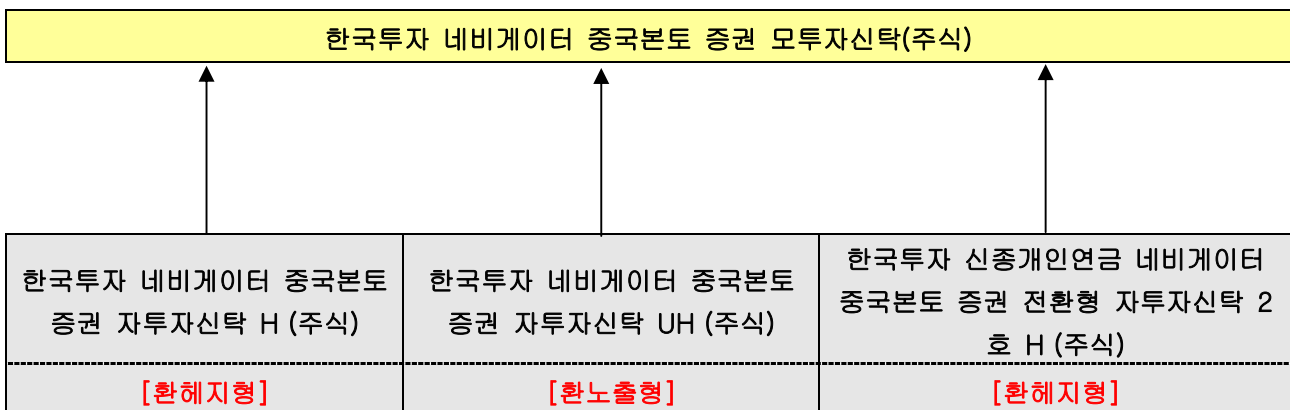 한국투자 네비게이터 중국본토 증권 모투자신탁(주식)
한국투자 네비게이터 중국본토
증권 자투자신탁 H (주식)
[환헤지형]
한국투자 네비게이터 중국본토
증권 자투자신탁 UH (주식)
[환노출형]
한국투자 신종개인연금 네비게이터
중국본토 증권 전환형 자투자신탁 2
호 H (주식)
[환헤지형]